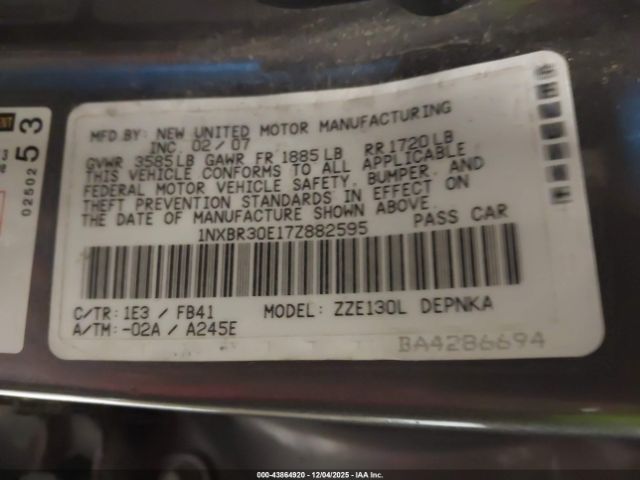 MFD BY: NEW UNITED MOTOR MANUFACTURING
INC 02/07
GVWR 3585LB GAWR FR 1885LB RR 1720LB
THIS VEHICLE CONFORMS TO ALL APPLICABLE
FEDERAL MOTOR VEHICLE SAFETY, BUMPER, AND
THEFT PREVENTION STANDARDS IN EFFECT ON
THE DATE OF MANUFACTURE SHOWN ABOVE.
1NXBR30E17Z882595 PASS CAR
C/TR: 1E3 / FB41 MODEL: ZZE130L DEPNKA
A/TM: -02A / A245E
BA4286694
53
02502
000-43864920 - 12/04/2025 - IAA Inc.